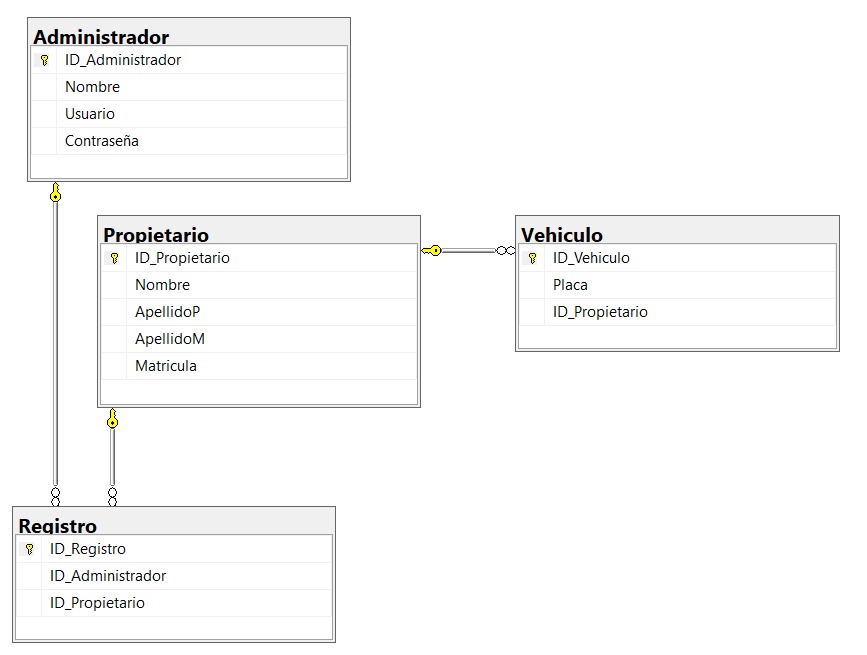 Administrador
ID_Administrador
Nombre
Usuario
Contraseña
Propietario
ID_Propietario
Nombre
ApellidoP
ApellidoM
Matricula
Vehiculo
ID_Vehiculo
Placa
ID_Propietario
Registro
ID_Registro
ID_Administrador
ID_Propietario